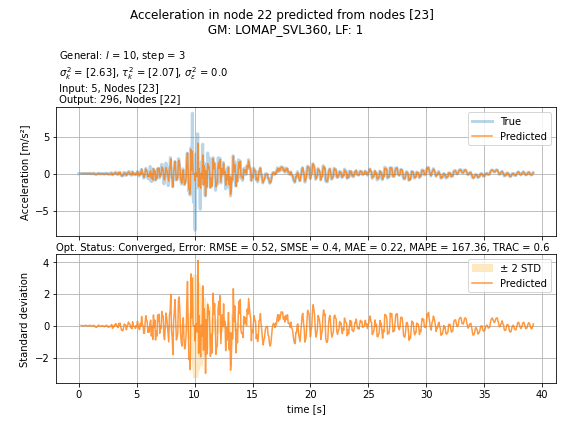 Acceleration in node 22 predicted from nodes [23]
GM: LOMAP_SVL360, LF: 1
General: l = 10, step = 3
σ²ₖ = [2.63], τ²ₖ = [2.07], σ²ε = 0.0
Input: 5, Nodes [23]
Output: 296, Nodes [22]
True
Predicted
Acceleration [m/s²]
5
0
−5
Opt. Status: Converged, Error: RMSE = 0.52, SMSE = 0.4, MAE = 0.22, MAPE = 167.36, TRAC = 0.6
± 2 STD
Predicted
Standard deviation
4
2
0
−2
0 5 10 15 20 25 30 35 40
time [s]